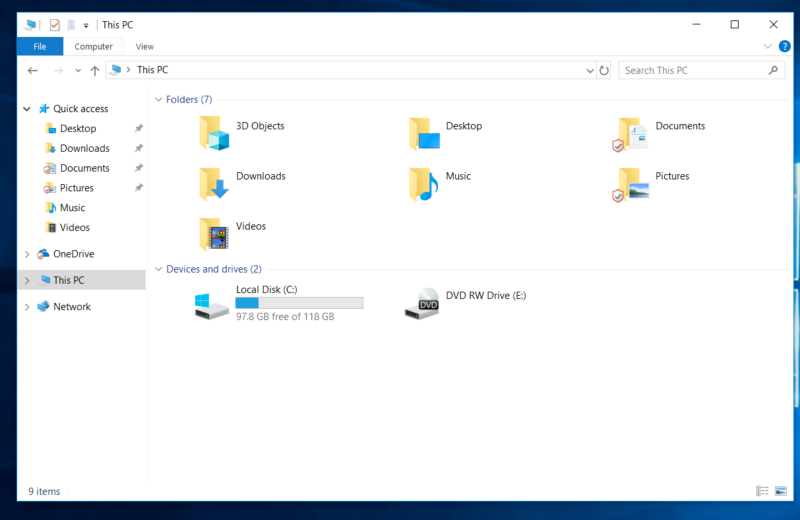 This PC
File Computer View
?
This PC
Search This PC
Quick access
Desktop
Downloads
Documents
Pictures
Music
Videos
OneDrive
This PC
Network
Folders (7)
3D Objects
Desktop
Documents
Downloads
Music
Pictures
Videos
Devices and drives (2)
Local Disk (C:)
97.8 GB free of 118 GB
DVD
DVD RW Drive (E:)
9 items